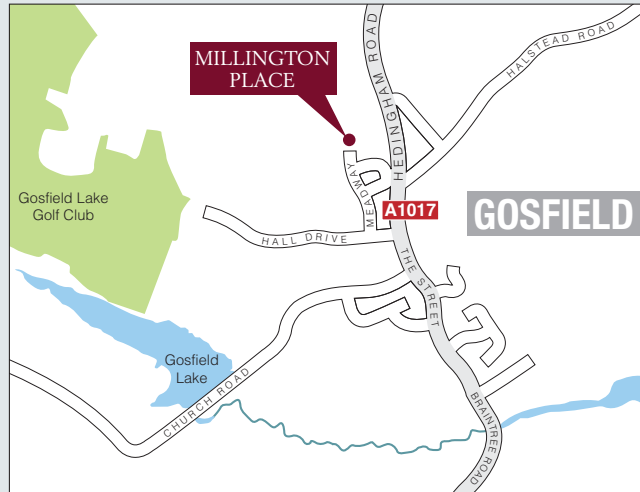 MILLINGTON
PLACE
HEDINGHAM ROAD
HALSTEAD ROAD
Gosfield Lake
Golf Club
MEADWAY
A1017
GOSFIELD
HALL DRIVE
THE STREET
Gosfield
Lake
CHURCH ROAD
BRAINTREE ROAD